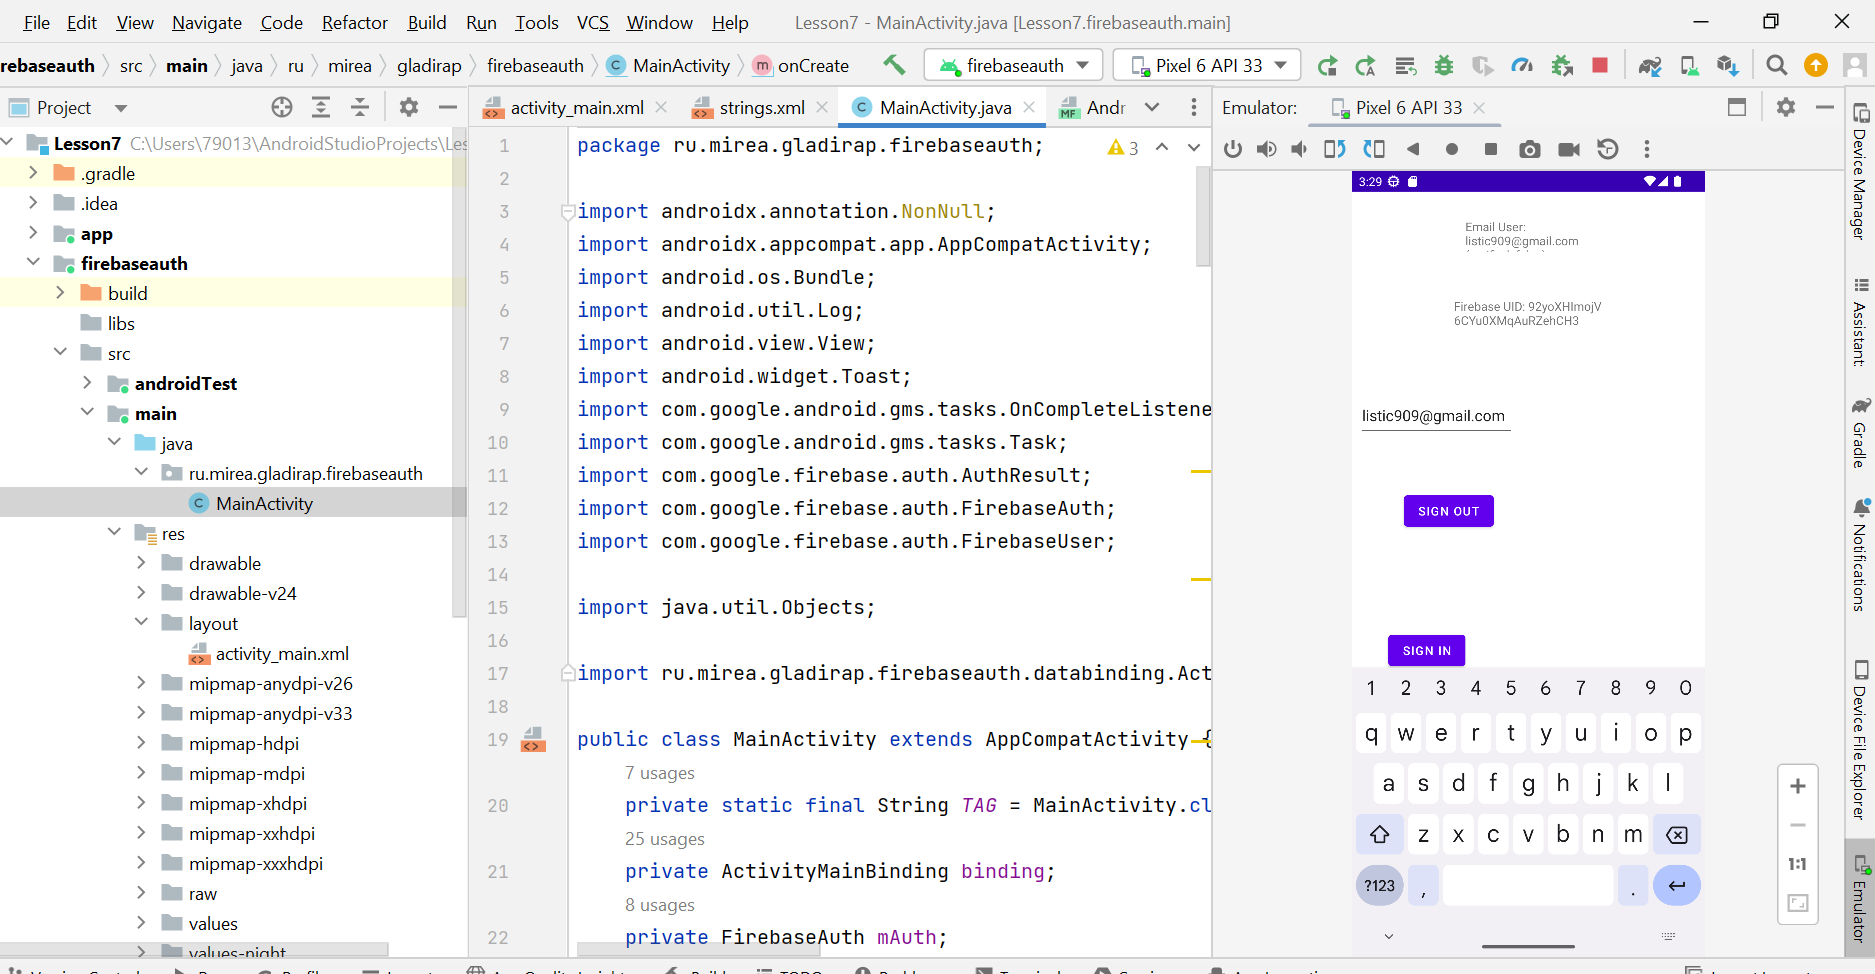 File Edit View Navigate Code Refactor Build Run Tools VCS Window Help Lesson7 - MainActivity.java [Lesson7.firebaseauth.main]
rebaseauth src main java ru mirea gladirap firebaseauth C MainActivity m onCreate firebaseauth Pixel 6 API 33
Project
activity_main.xml strings.xml C MainActivity.java MF Andr
Emulator: Pixel 6 API 33
Lesson7 C:\Users\79013\AndroidStudioProjects\Les
.gradle
.idea
app
firebaseauth
build
libs
src
androidTest
main
java
ru.mirea.gladirap.firebaseauth
C MainActivity
res
drawable
drawable-v24
layout
activity_main.xml
mipmap-anydpi-v26
mipmap-anydpi-v33
mipmap-hdpi
mipmap-mdpi
mipmap-xhdpi
mipmap-xxhdpi
mipmap-xxxhdpi
raw
values
values-night
1 package ru.mirea.gladirap.firebaseauth; 3
2
3 import androidx.annotation.NonNull;
4 import androidx.appcompat.app.AppCompatActivity;
5 import android.os.Bundle;
6 import android.util.Log;
7 import android.view.View;
8 import android.widget.Toast;
9 import com.google.android.gms.tasks.OnCompleteListene
10 import com.google.android.gms.tasks.Task;
11 import com.google.firebase.auth.AuthResult;
12 import com.google.firebase.auth.FirebaseAuth;
13 import com.google.firebase.auth.FirebaseUser;
14
15 import java.util.Objects;
16
17 import ru.mirea.gladirap.firebaseauth.databinding.Act
18
19 public class MainActivity extends AppCompatActivity {
7 usages
20 private static final String TAG = MainActivity.cl
25 usages
21 private ActivityMainBinding binding;
8 usages
22 private FirebaseAuth mAuth;
3:29
Email User:
listic909@gmail.com
Firebase UID: 92yoXHImojV
6CYu0XMqAuRZehCH3
listic909@gmail.com
SIGN OUT
SIGN IN
1 2 3 4 5 6 7 8 9 0
q w e r t y u i o p
a s d f g h j k l
z x c v b n m
?123 , .
1:1
Device Manager
Assistant:
Gradle
Notifications
Device File Explorer
Emulator